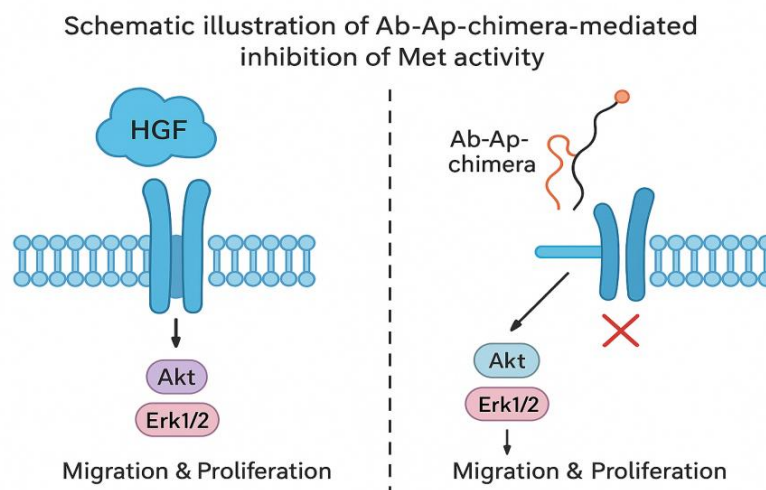 Schematic illustration of Ab-Ap-chimera-mediated
inhibition of Met activity
HGF
Akt
Erk1/2
Migration & Proliferation
Ab-Ap-
chimera
Akt
Erk1/2
Migration & Proliferation